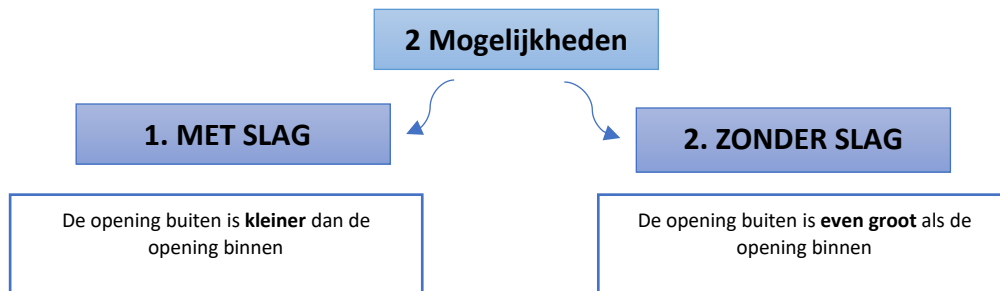 2 Mogelijkheden
1. MET SLAG
2. ZONDER SLAG
De opening buiten is kleiner dan de
opening binnen
De opening buiten is even groot als de
opening binnen